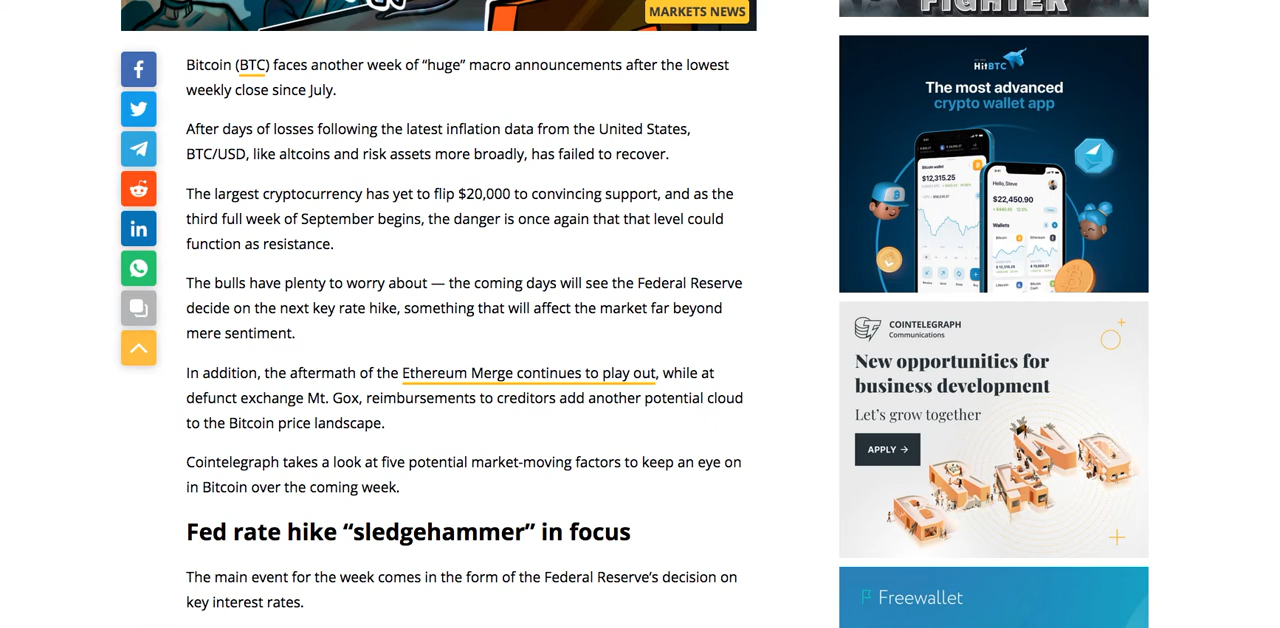 MARKETS NEWS
Bitcoin (BTC) faces another week of “huge” macro announcements after the lowest
weekly close since July.
After days of losses following the latest inflation data from the United States,
BTC/USD, like altcoins and risk assets more broadly, has failed to recover.
The largest cryptocurrency has yet to flip $20,000 to convincing support, and as the
third full week of September begins, the danger is once again that that level could
function as resistance.
The bulls have plenty to worry about — the coming days will see the Federal Reserve
decide on the next key rate hike, something that will affect the market far beyond
mere sentiment.
In addition, the aftermath of the Ethereum Merge continues to play out, while at
defunct exchange Mt. Gox, reimbursements to creditors add another potential cloud
to the Bitcoin price landscape.
Cointelegraph takes a look at five potential market-moving factors to keep an eye on
in Bitcoin over the coming week.
Fed rate hike “sledgehammer” in focus
The main event for the week comes in the form of the Federal Reserve’s decision on
key interest rates.
FIGHTER
HitBTC
The most advanced
crypto wallet app
$12,315.25
Hello, Steve
$22,450.90
Wallets
COINTELEGRAPH
Communications
New opportunities for
business development
Let’s grow together
APPLY →
BRAND
Freewallet